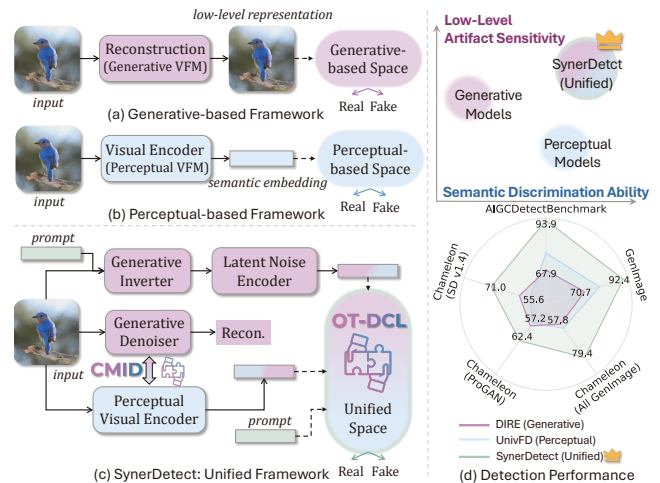 low-level representation
Reconstruction
(Generative VFM)
Generative-
based Space
input
Real Fake
(a) Generative-based Framework
Visual Encoder
(Perceptual VFM)
Perceptual-
based Space
input
semantic embedding
Real Fake
(b) Perceptual-based Framework
prompt
Generative
Inverter
Latent Noise
Encoder
Generative
Denoiser
Recon.
OT-DCL
input
CMID
Perceptual
Visual Encoder
prompt
Unified
Space
(c) SynerDetect: Unified Framework
Real Fake
Low-Level
Artifact Sensitivity
SynerDetct
(Unified)
Generative
Models
Perceptual
Models
Semantic Discrimination Ability
AIGCDetectBenchmark
93.9
GenImage
92.4
Chameleon
(SD v1.4)
71.0
67.9
70.7
55.6
57.2
57.8
62.4
79.4
Chameleon
(ProGAN)
Chameleon
(All GenImage)
DIRE (Generative)
UnivFD (Perceptual)
SynerDetect (Unified)
(d) Detection Performance